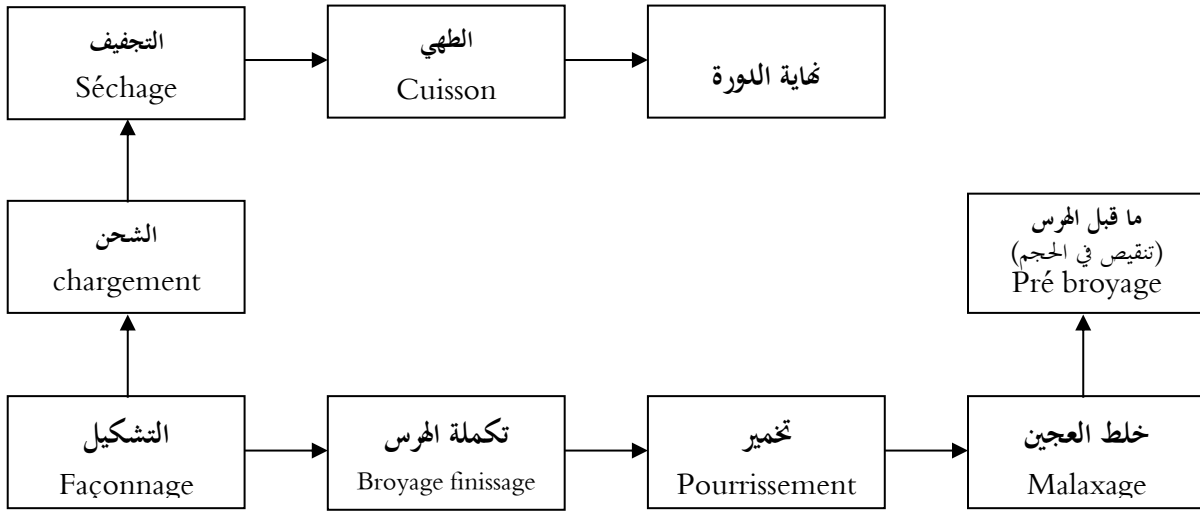 التجفيف
Séchage
الطهي
Cuisson
نهاية الدورة
الشحن
chargement
ما قبل الهرس
(تنقيص في الحجم)
Pré broyage
التشكيل
Façonnage
تكملة الهرس
Broyage finissage
تخمير
Pourrissement
خلط العجين
Malaxage